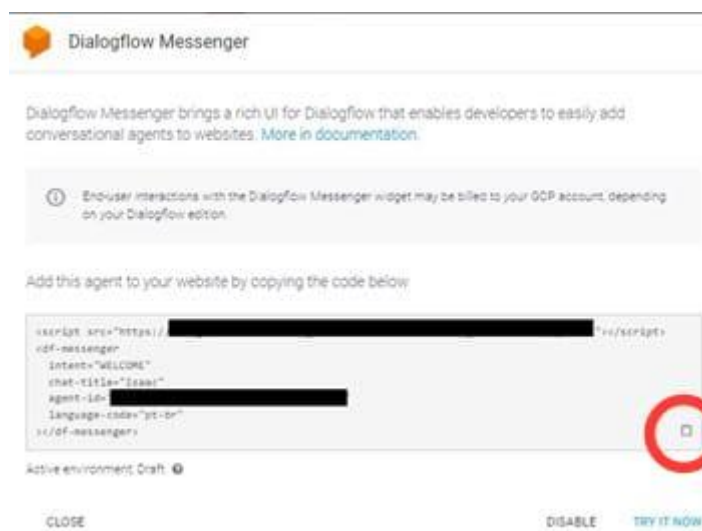 Dialogflow Messenger
Dialogflow Messenger brings a rich UI for Dialogflow that enables developers to easily add
conversational agents to websites. More in documentation.
End-user interactions with the Dialogflow Messenger widget may be billed to your GCP account, depending
on your Dialogflow edition.
Add this agent to your website by copying the code below
<script src="https:// "></script>
<df-messenger
intent="WELCOME"
chat-title="Isaac"
agent-id=
language-code="pt-br"
></df-messenger>
Active environment: Draft
CLOSE DISABLE TRY IT NOW